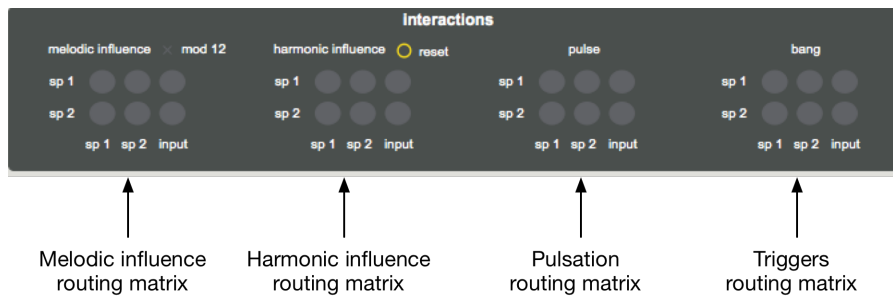 interactions
melodic influence mod 12 harmonic influence reset pulse bang
sp 1 sp 1 sp 1 sp 1
sp 2 sp 2 sp 2 sp 2
sp 1 sp 2 input sp 1 sp 2 input sp 1 sp 2 input sp 1 sp 2 input
Melodic influence Harmonic influence Pulsation Triggers
routing matrix routing matrix routing matrix routing matrix